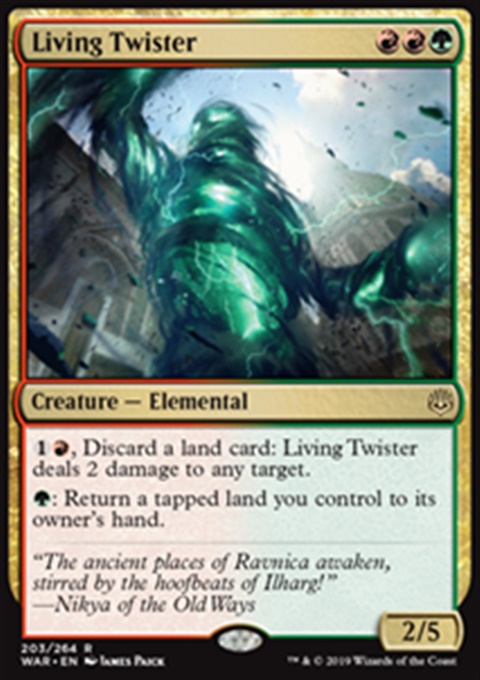 Living Twister
Creature — Elemental
1 , Discard a land card: Living Twister
deals 2 damage to any target.
: Return a tapped land you control to its
owner's hand.
"The ancient places of Ravnica awaken,
stirred by the hoofbeats of Ilharg!"
—Nikya of the Old Ways
2/5
203/264 R
WAR • EN James Paick
™ & © 2019 Wizards of the Coast